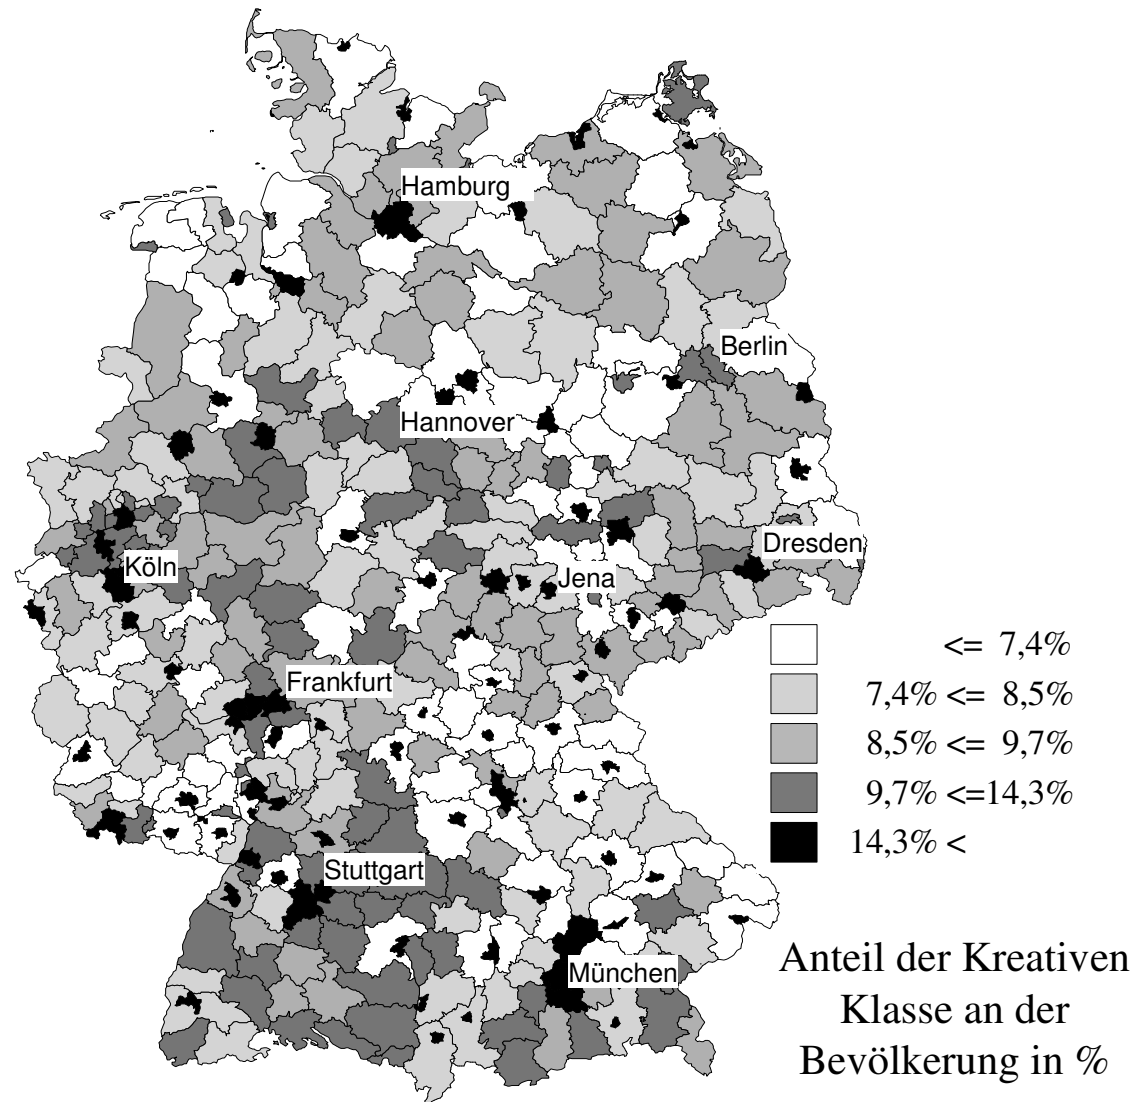 Hamburg
Berlin
Hannover
Dresden
Köln
Jena
Frankfurt
Stuttgart
München
<= 7,4%
7,4% <= 8,5%
8,5% <= 9,7%
9,7% <=14,3%
14,3% <
Anteil der Kreativen
Klasse an der
Bevölkerung in %